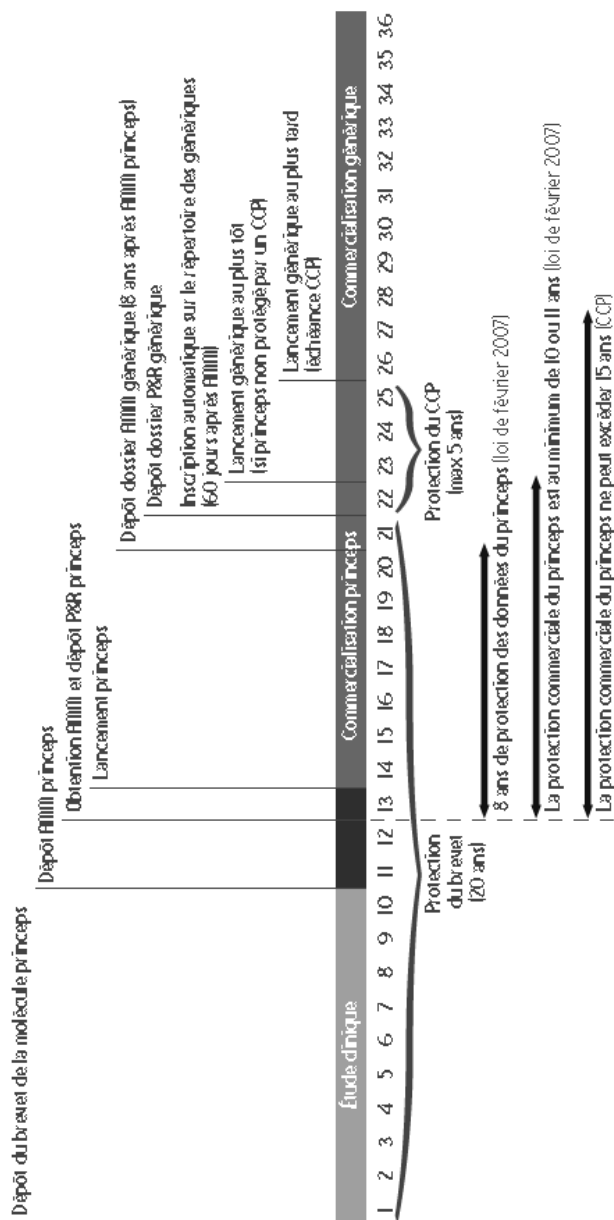 Dépôt du brevet de la molécule princeps
Dépôt AMM princeps
Obtention AMM et dépôt P&R princeps
Lancement princeps
Dépôt dossier AMM générique (8 ans après AMM princeps)
Dépôt dossier P&R générique
Inscription automatique sur le répertoire des génériques
(60 jours après AMM)
Lancement générique au plus tôt
(si princeps non protégé par un CCP)
Lancement générique au plus tard
(échéance CCP)
Étude clinique
Commercialisation princeps
Commercialisation générique
1 2 3 4 5 6 7 8 9 10 11 12 13 14 15 16 17 18 19 20 21 22 23 24 25 26 27 28 29 30 31 32 33 34 35 36
Protection
du brevet
(20 ans)
Protection du CCP
(max 5 ans)
8 ans de protection des données du princeps (loi de février 2007)
La protection commerciale du princeps est au minimum de 10 ou 11 ans (loi de février 2007)
La protection commerciale du princeps ne peut excéder 15 ans (CCP)